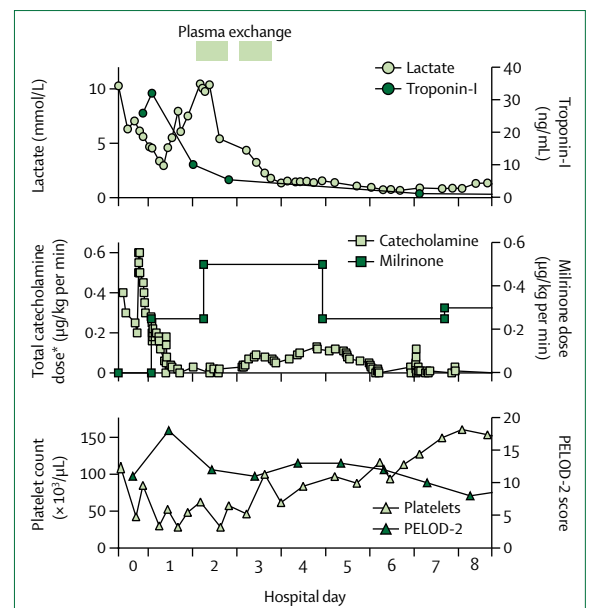 Plasma exchange
Lactate (mmol/L)
10
5
0
Lactate
Troponin-I
40
30
20
10
0
Troponin-I
(ng/mL)
Total catecholamine
dose* (μg/kg per min)
0·6
0·4
0·2
0
Catecholamine
Milrinone
0·6
0·4
0·2
0
Milrinone dose
(μg/kg per min)
Platelet count
(× 10³/μL)
150
100
50
0
Platelets
PELOD-2
20
15
10
5
0
PELOD-2 score
0 1 2 3 4 5 6 7 8
Hospital day